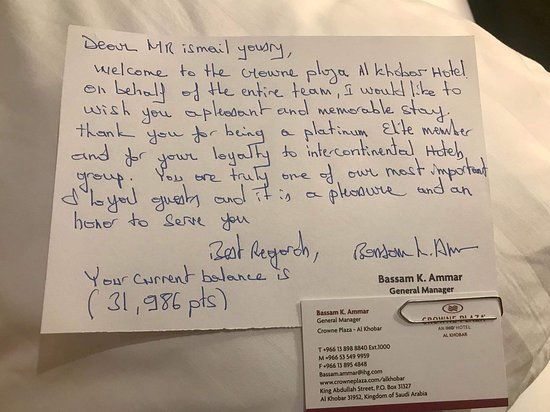 Dear MR ismail yousry,
welcome to the crowne plaza Al khobar Hotel.
on behalf of the entire team, I would like to
wish you a pleasant and memorable stay.
thank you for being a platinum Elite member
and for your loyalty to intercontinental Hotels
group. You are truly one of our most important
& loyal guests and it is a pleasure and an
honor to serve you
Best Regards,
Your current balance is
(31,986 pts)
Bassam K. Ammar
General Manager
Bassam K. Ammar
General Manager
Crowne Plaza - Al Khobar
T +966 13 898 8840 Ext.1000
M +966 53 549 9959
F +966 13 895 4848
Bassam.ammar@ihg.com
www.crowneplaza.com/alkhobar
King Abdullah Street, P.O. Box 31327
Al Khobar 31952, Kingdom of Saudi Arabia
CROWNE PLAZA
AN IHG HOTEL
AL KHOBAR